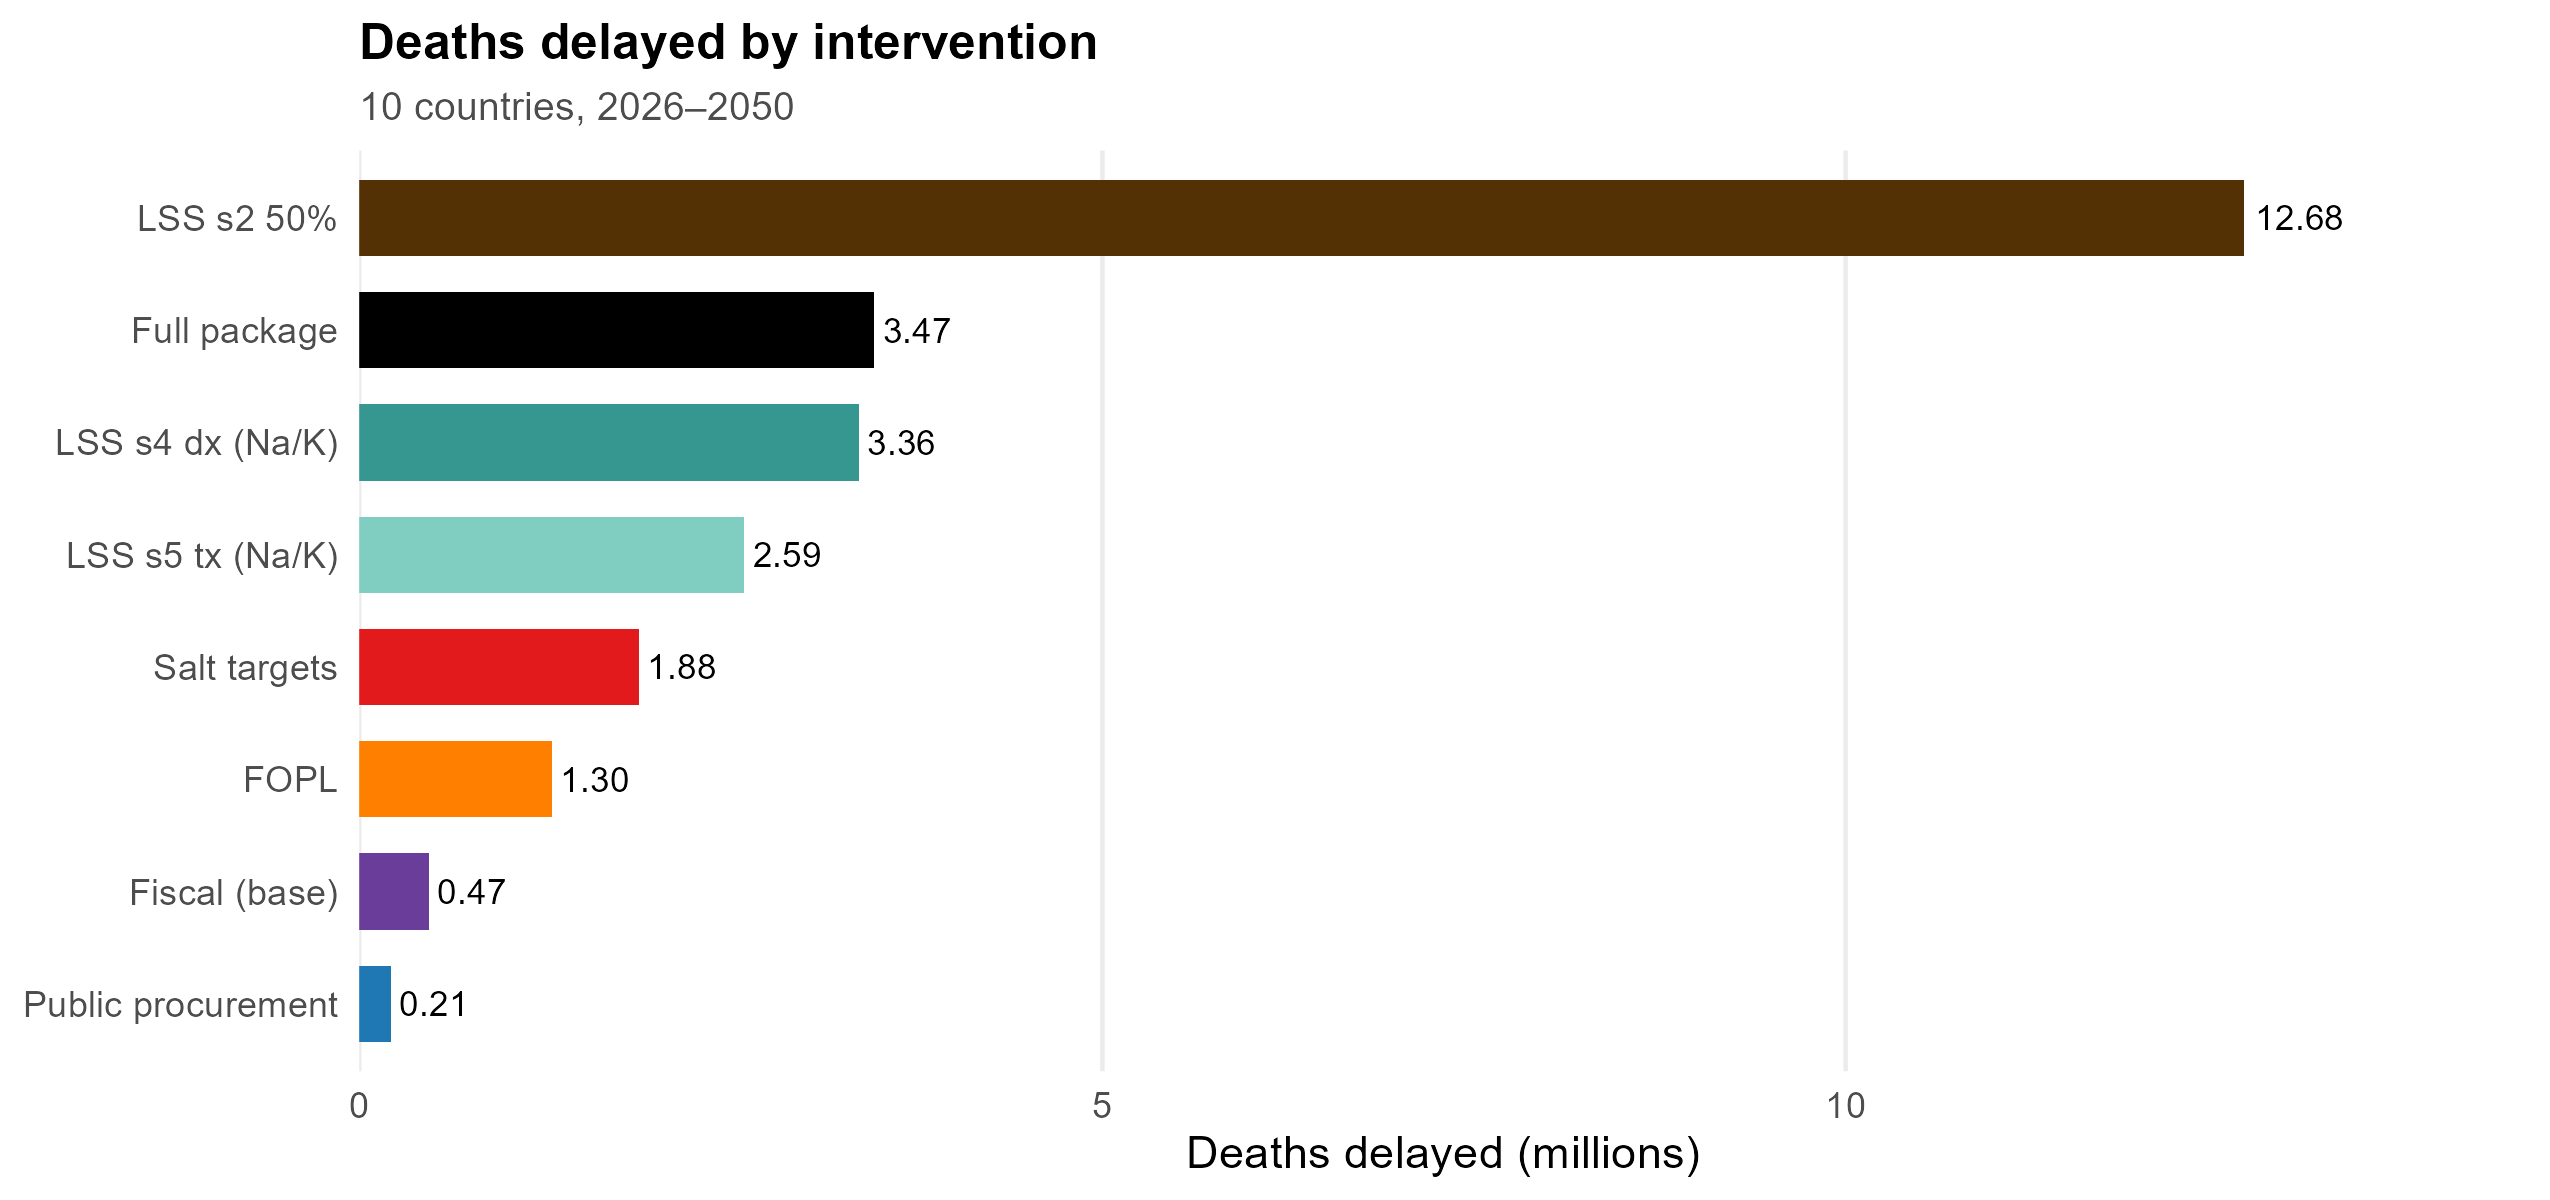 Deaths delayed by intervention
10 countries, 2026–2050
LSS s2 50% 12.68
Full package 3.47
LSS s4 dx (Na/K) 3.36
LSS s5 tx (Na/K) 2.59
Salt targets 1.88
FOPL 1.30
Fiscal (base) 0.47
Public procurement 0.21
0 5 10
Deaths delayed (millions)